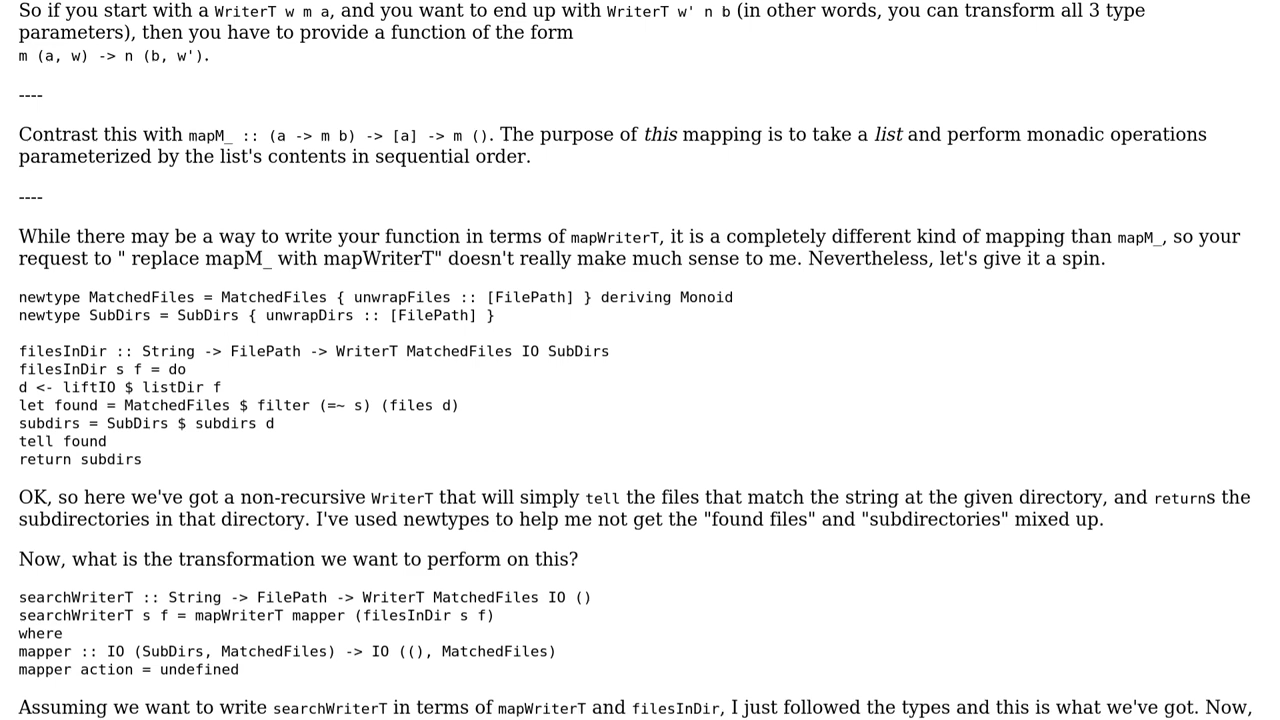 So if you start with a WriterT w m a, and you want to end up with WriterT w' n b (in other words, you can transform all 3 type
parameters), then you have to provide a function of the form
m (a, w) -> n (b, w').
----
Contrast this with mapM_ :: (a -> m b) -> [a] -> m (). The purpose of this mapping is to take a list and perform monadic operations
parameterized by the list's contents in sequential order.
----
While there may be a way to write your function in terms of mapWriterT, it is a completely different kind of mapping than mapM_, so your
request to " replace mapM_ with mapWriterT" doesn't really make much sense to me. Nevertheless, let's give it a spin.
newtype MatchedFiles = MatchedFiles { unwrapFiles :: [FilePath] } deriving Monoid
newtype SubDirs = SubDirs { unwrapDirs :: [FilePath] }
filesInDir :: String -> FilePath -> WriterT MatchedFiles IO SubDirs
filesInDir s f = do
d <- liftIO $ listDir f
let found = MatchedFiles $ filter (=~ s) (files d)
subdirs = SubDirs $ subdirs d
tell found
return subdirs
OK, so here we've got a non-recursive WriterT that will simply tell the files that match the string at the given directory, and returns the
subdirectories in that directory. I've used newtypes to help me not get the "found files" and "subdirectories" mixed up.
Now, what is the transformation we want to perform on this?
searchWriterT :: String -> FilePath -> WriterT MatchedFiles IO ()
searchWriterT s f = mapWriterT mapper (filesInDir s f)
where
mapper :: IO (SubDirs, MatchedFiles) -> IO ((), MatchedFiles)
mapper action = undefined
Assuming we want to write searchWriterT in terms of mapWriterT and filesInDir, I just followed the types and this is what we've got. Now,